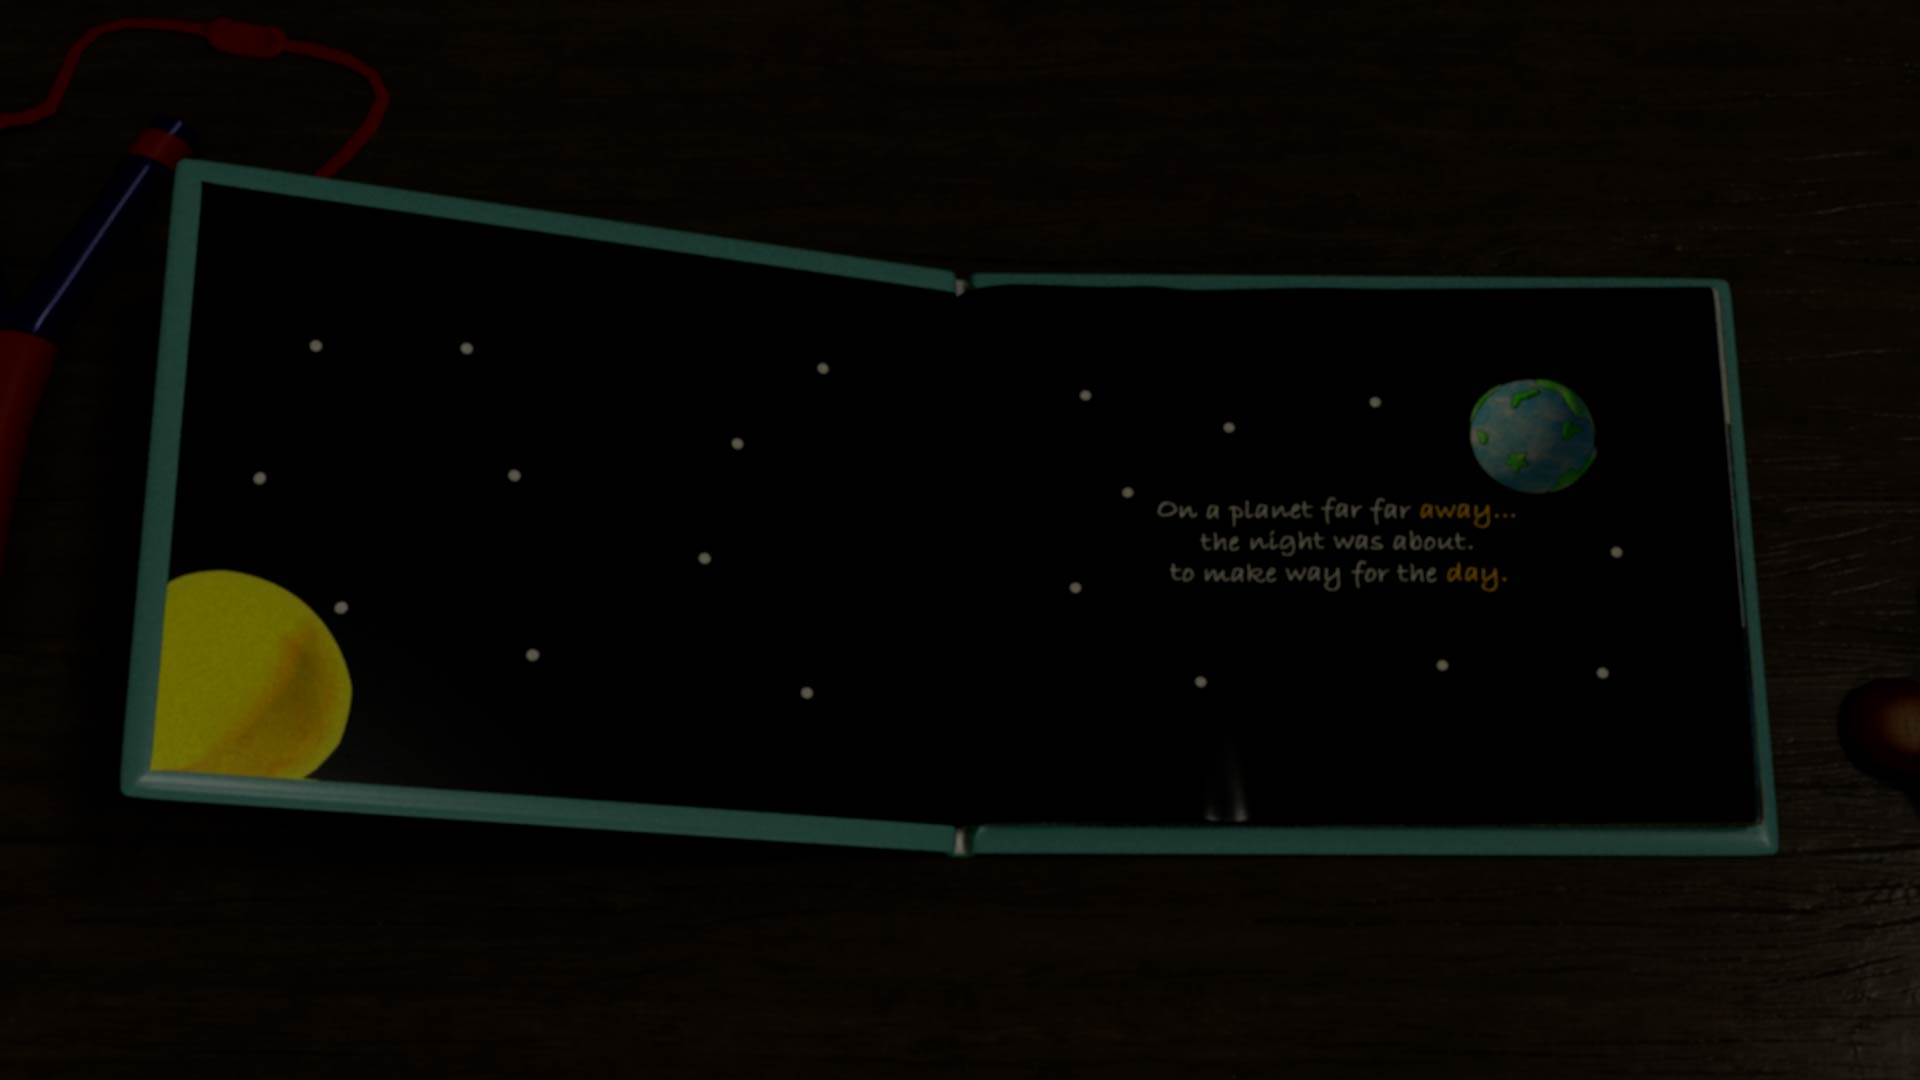 On a planet far far away...
the night was about.
to make way for the day.